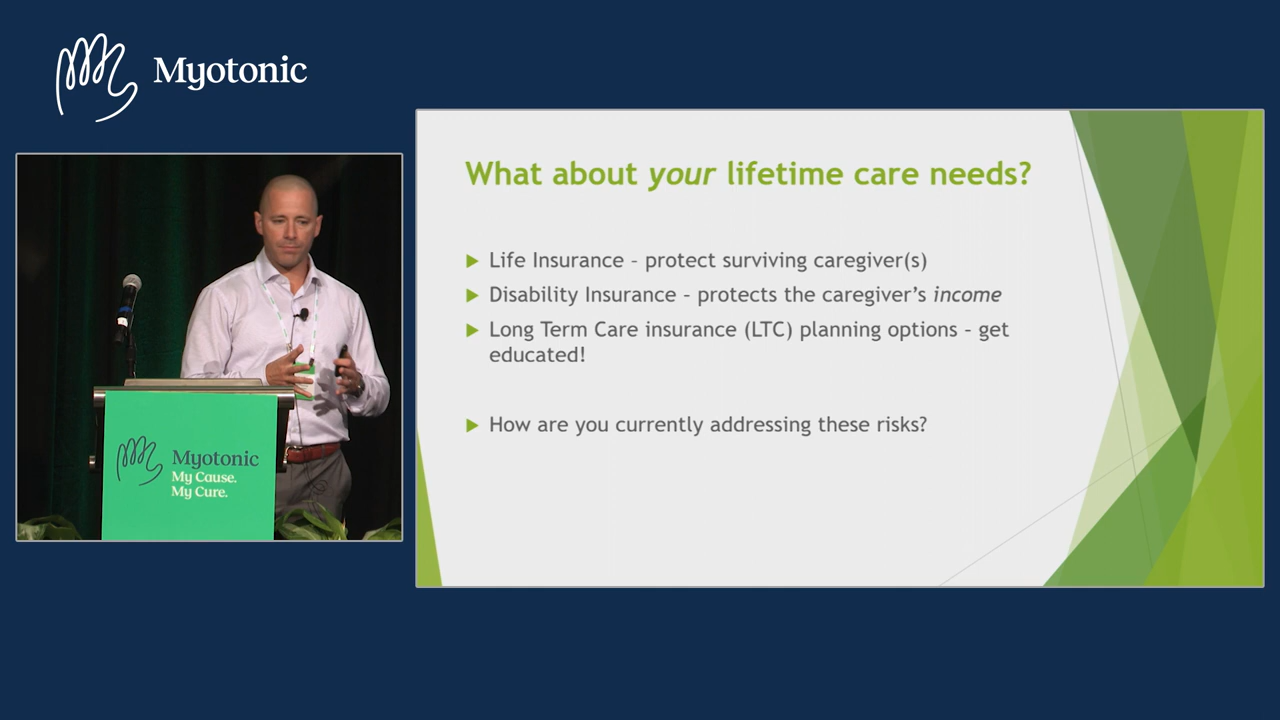 Myotonic
What about your lifetime care needs?
Life Insurance – protect surviving caregiver(s)
Disability Insurance – protects the caregiver’s income
Long Term Care insurance (LTC) planning options – get
educated!
How are you currently addressing these risks?
Myotonic
My Cause.
My Cure.